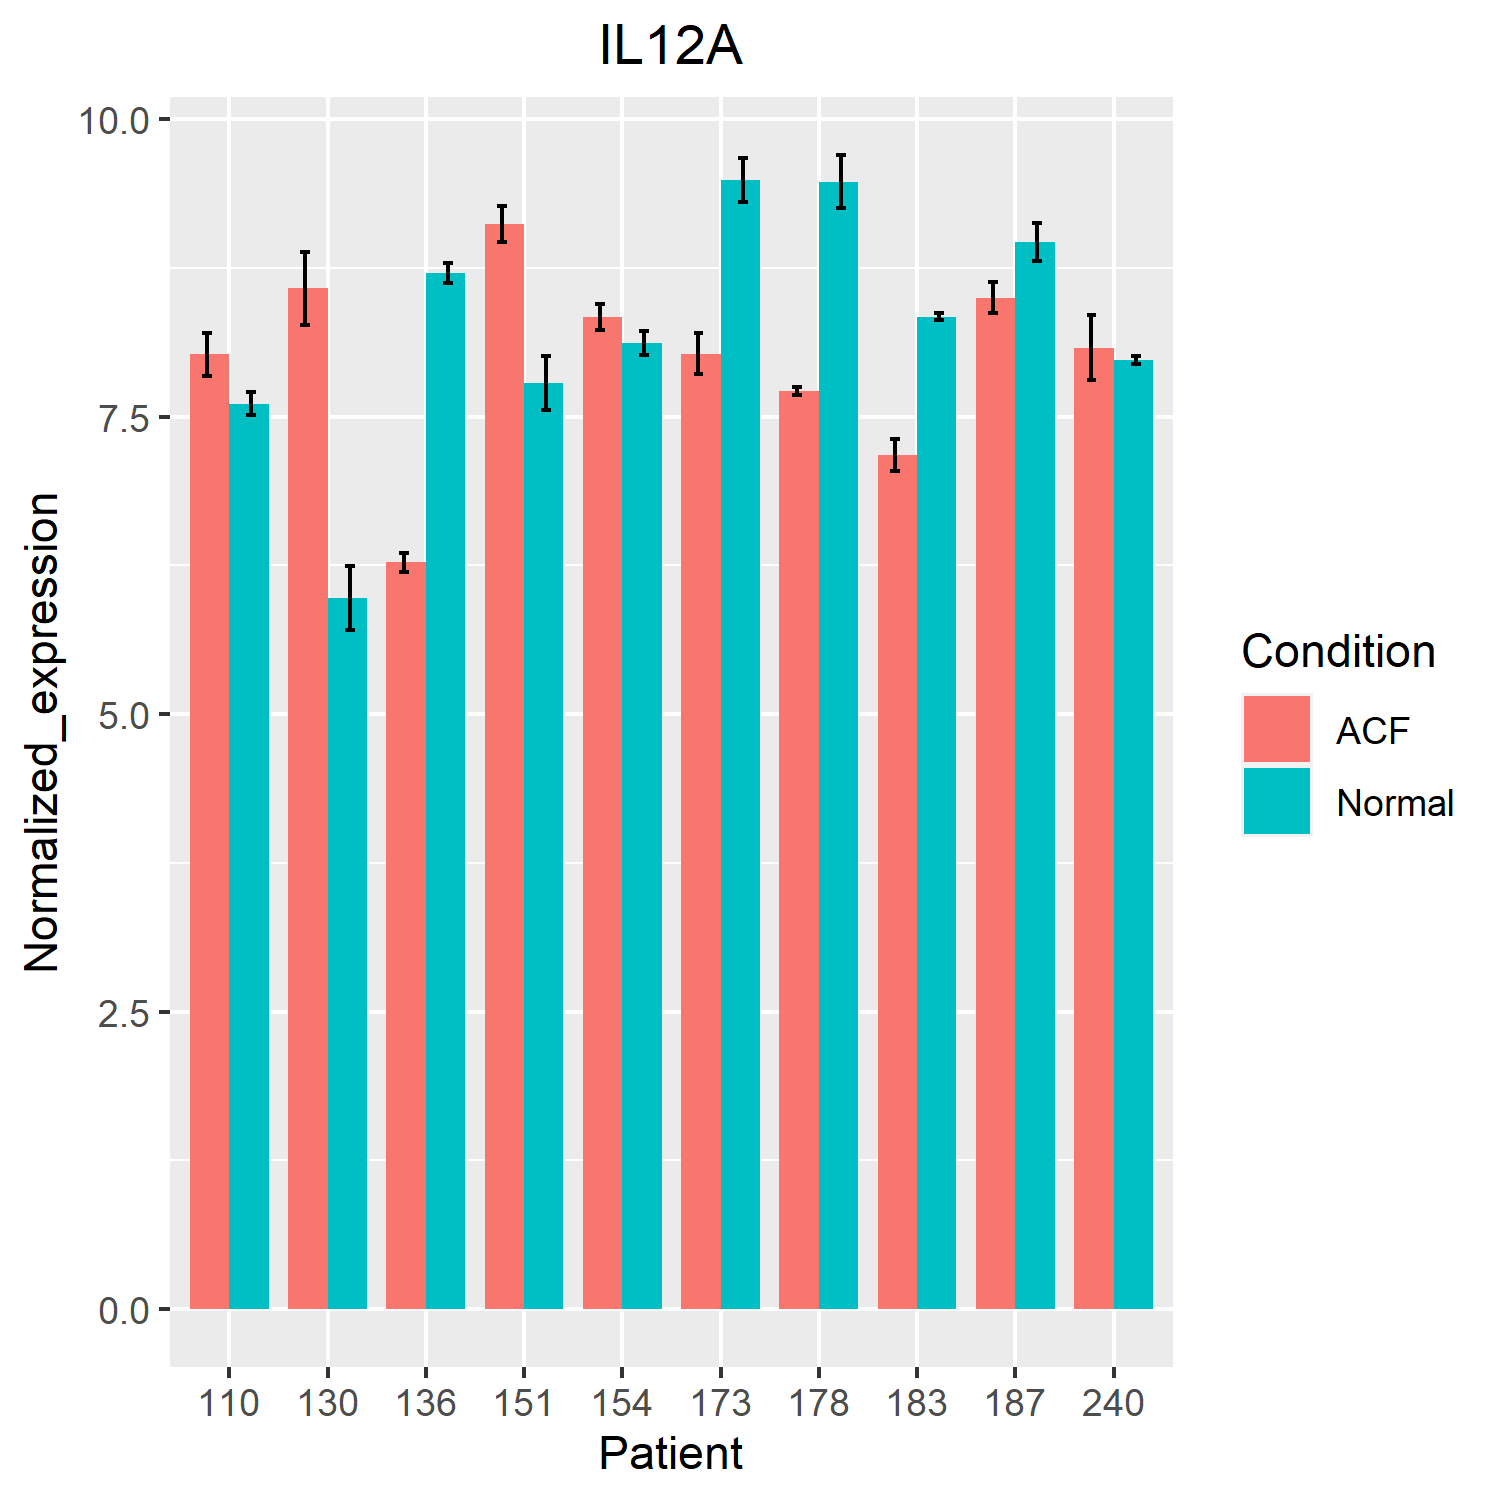 IL12A
Normalized_expression
10.0
7.5
5.0
2.5
0.0
110 130 136 151 154 173 178 183 187 240
Patient
Condition
ACF
Normal